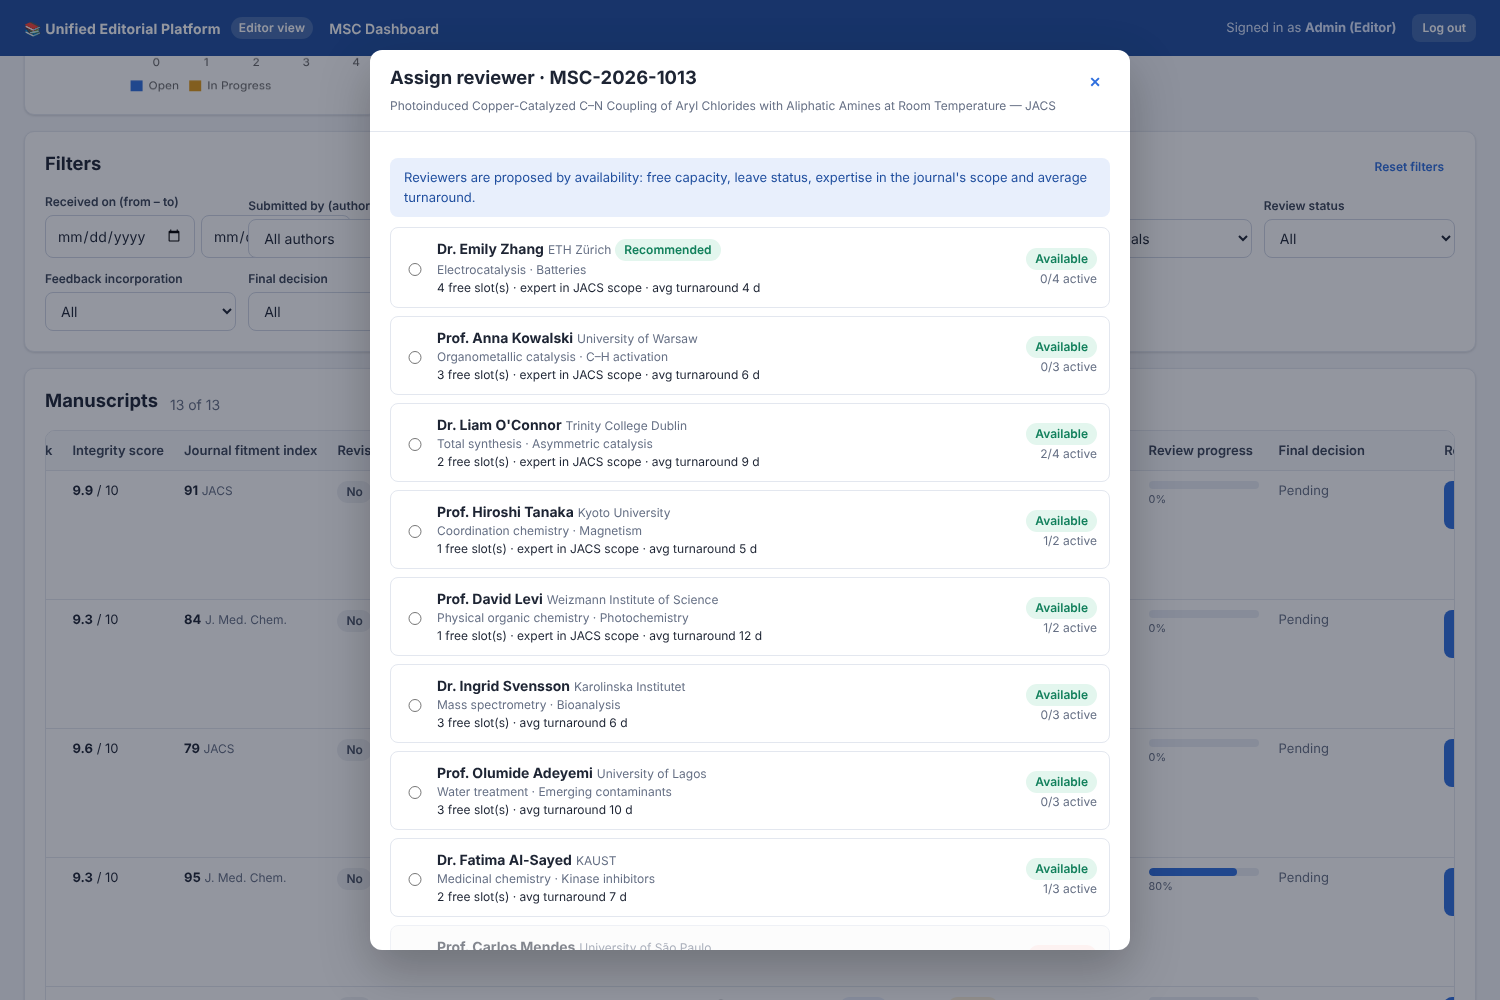 📚 Unified Editorial Platform Editor view MSC Dashboard Signed in as Admin (Editor) Log out
0 1 2 3 4
Open In Progress
Filters Reset filters
Received on (from – to) Submitted by (author Review status
mm/dd/yyyy mm/d All authors als All
Feedback incorporation Final decision
All All
Manuscripts 13 of 13
k Integrity score Journal fitment index Revis Review progress Final decision Re
9.9 / 10 91 JACS No 0% Pending
9.3 / 10 84 J. Med. Chem. No 0% Pending
9.6 / 10 79 JACS No 0% Pending
9.3 / 10 95 J. Med. Chem. No 80% Pending
Assign reviewer · MSC-2026-1013 ×
Photoinduced Copper-Catalyzed C–N Coupling of Aryl Chlorides with Aliphatic Amines at Room Temperature — JACS
Reviewers are proposed by availability: free capacity, leave status, expertise in the journal's scope and average
turnaround.
Dr. Emily Zhang ETH Zürich Recommended Available
Electrocatalysis · Batteries 0/4 active
4 free slot(s) · expert in JACS scope · avg turnaround 4 d
Prof. Anna Kowalski University of Warsaw Available
Organometallic catalysis · C–H activation 0/3 active
3 free slot(s) · expert in JACS scope · avg turnaround 6 d
Dr. Liam O'Connor Trinity College Dublin Available
Total synthesis · Asymmetric catalysis 2/4 active
2 free slot(s) · expert in JACS scope · avg turnaround 9 d
Prof. Hiroshi Tanaka Kyoto University Available
Coordination chemistry · Magnetism 1/2 active
1 free slot(s) · expert in JACS scope · avg turnaround 5 d
Prof. David Levi Weizmann Institute of Science Available
Physical organic chemistry · Photochemistry 1/2 active
1 free slot(s) · expert in JACS scope · avg turnaround 12 d
Dr. Ingrid Svensson Karolinska Institutet Available
Mass spectrometry · Bioanalysis 0/3 active
3 free slot(s) · avg turnaround 6 d
Prof. Olumide Adeyemi University of Lagos Available
Water treatment · Emerging contaminants 0/3 active
3 free slot(s) · avg turnaround 10 d
Dr. Fatima Al-Sayed KAUST Available
Medicinal chemistry · Kinase inhibitors 1/3 active
2 free slot(s) · avg turnaround 7 d
Prof. Carlos Mendes University of São Paulo